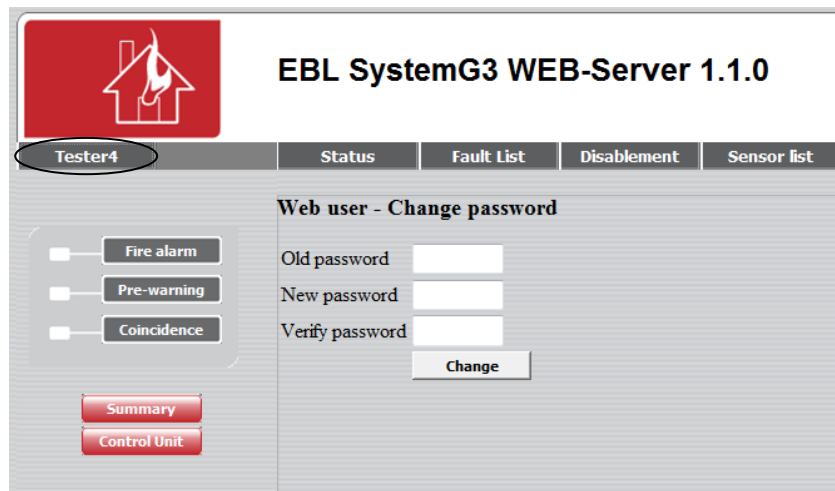 EBL SystemG3 WEB-Server 1.1.0
Tester4 Status Fault List Disablement Sensor list
Web user - Change password
Fire alarm
Pre-warning
Coincidence
Old password
New password
Verify password
Change
Summary
Control Unit